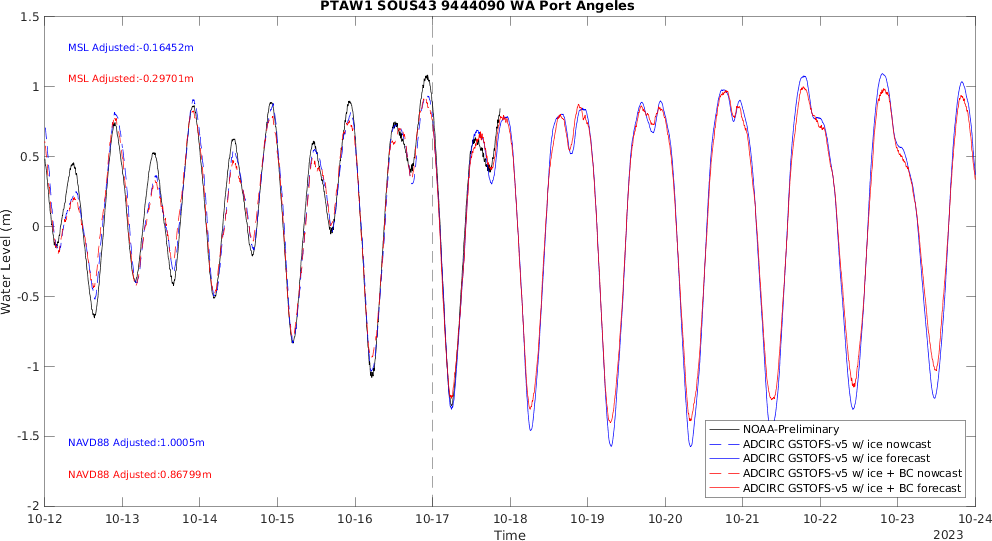 PTAW1 SOUS43 9444090 WA Port Angeles
1.5
MSL Adjusted:-0.16452m
MSL Adjusted:-0.29701m
1
0.5
0
Water Level (m)
-0.5
-1
-1.5
-2
NAVD88 Adjusted:1.0005m
NAVD88 Adjusted:0.86799m
NOAA-Preliminary
ADCIRC GSTOFS-v5 w/ ice nowcast
ADCIRC GSTOFS-v5 w/ ice forecast
ADCIRC GSTOFS-v5 w/ ice + BC nowcast
ADCIRC GSTOFS-v5 w/ ice + BC forecast
10-12 10-13 10-14 10-15 10-16 10-17 10-18 10-19 10-20 10-21 10-22 10-23 10-24
Time
2023